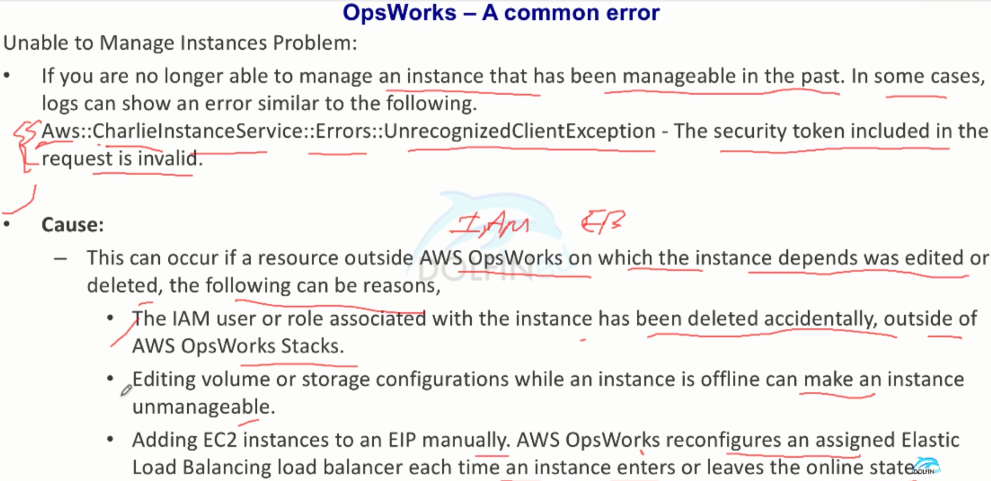 OpsWorks – A common error
Unable to Manage Instances Problem:
• If you are no longer able to manage an instance that has been manageable in the past. In some cases,
logs can show an error similar to the following.
Aws::CharlieInstanceService::Errors::UnrecognizedClientException - The security token included in the
request is invalid.
I,AM EB
• Cause:
– This can occur if a resource outside AWS OpsWorks on which the instance depends was edited or
DOLFIN
deleted, the following can be reasons,
• The IAM user or role associated with the instance has been deleted accidentally, outside of
AWS OpsWorks Stacks.
• Editing volume or storage configurations while an instance is offline can make an instance
unmanageable.
• Adding EC2 instances to an EIP manually. AWS OpsWorks reconfigures an assigned Elastic
Load Balancing load balancer each time an instance enters or leaves the online state